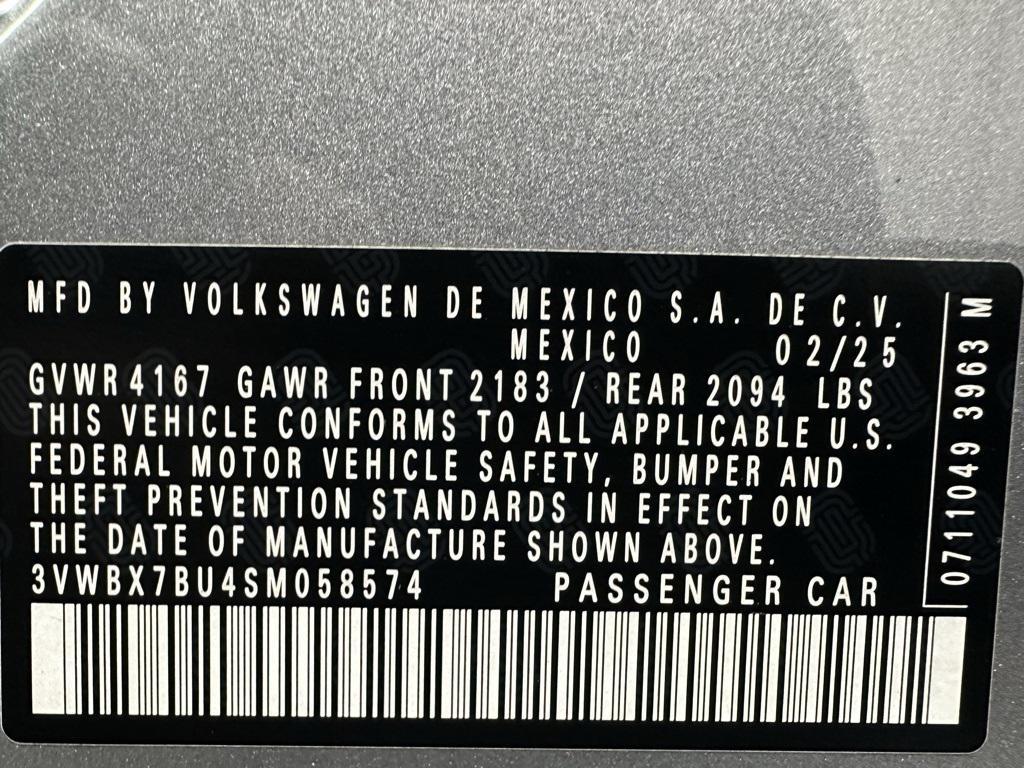 MFD BY VOLKSWAGEN DE MEXICO S.A. DE C.V.
MEXICO 02/25
GVWR 4167 GAWR FRONT 2183 / REAR 2094 LBS
THIS VEHICLE CONFORMS TO ALL APPLICABLE U.S.
FEDERAL MOTOR VEHICLE SAFETY, BUMPER AND
THEFT PREVENTION STANDARDS IN EFFECT ON
THE DATE OF MANUFACTURE SHOWN ABOVE.
3VWBX7BU4SM058574 PASSENGER CAR
0711049 3963 M